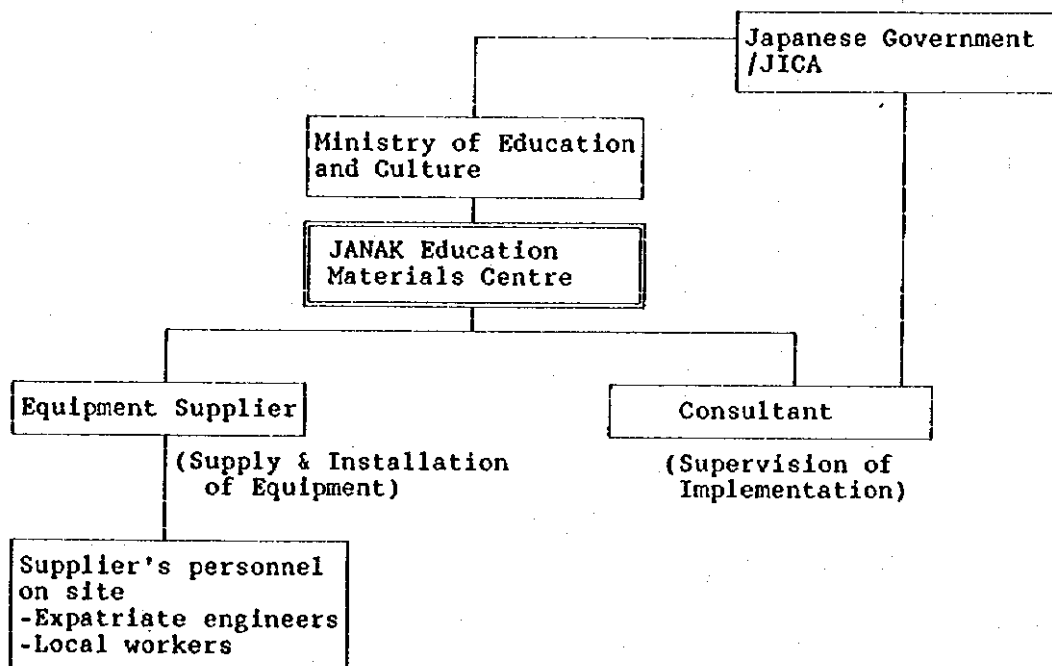 Japanese Government
/JICA
Ministry of Education
and Culture
JANAK Education
Materials Centre
Equipment Supplier
Consultant
(Supply & Installation
of Equipment)
(Supervision of
Implementation)
Supplier's personnel
on site
-Expatriate engineers
-Local workers